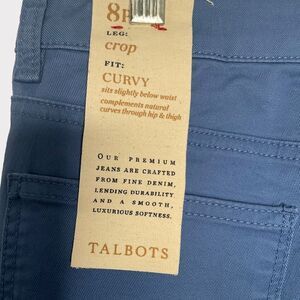 8P
LEG:
crop
FIT:
CURVY
sits slightly below waist
complements natural
curves through hip & thigh
OUR PREMIUM
JEANS ARE CRAFTED
FROM FINE DENIM,
LENDING DURABILITY
AND A SMOOTH,
LUXURIOUS SOFTNESS.
TALBOTS